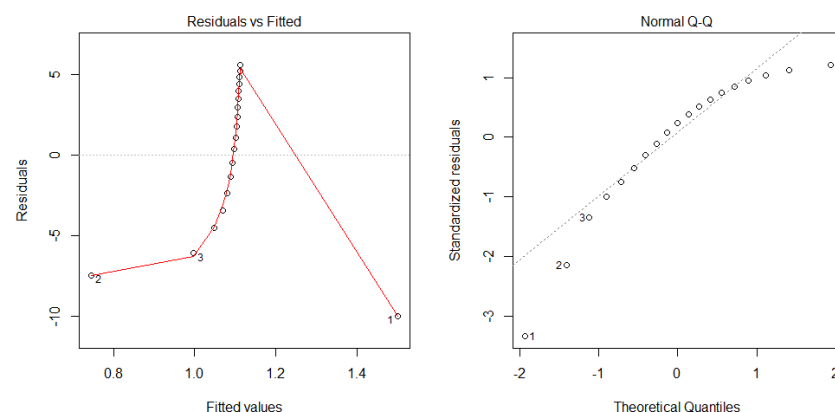 Residuals vs Fitted
Residuals
5
0
-5
-10
2
3
1
0.8 1.0 1.2 1.4 1.6
Fitted values
Normal Q-Q
Standardized residuals
1
0
-1
-2
-3
3
2
1
-2 -1 0 1 2
Theoretical Quantiles